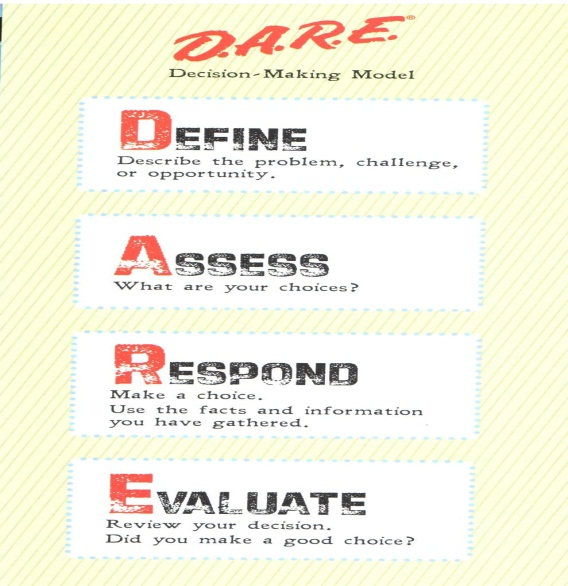 D.A.R.E.®
Decision-Making Model
DEFINE
Describe the problem, challenge,
or opportunity.
ASSESS
What are your choices?
RESPOND
Make a choice.
Use the facts and information
you have gathered.
EVALUATE
Review your decision.
Did you make a good choice?